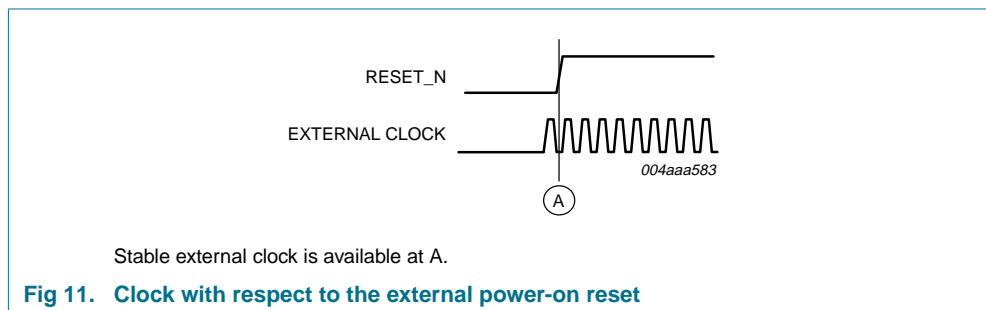 RESET_N
EXTERNAL CLOCK
004aaa583
A
Stable external clock is available at A.
Fig 11. Clock with respect to the external power-on reset